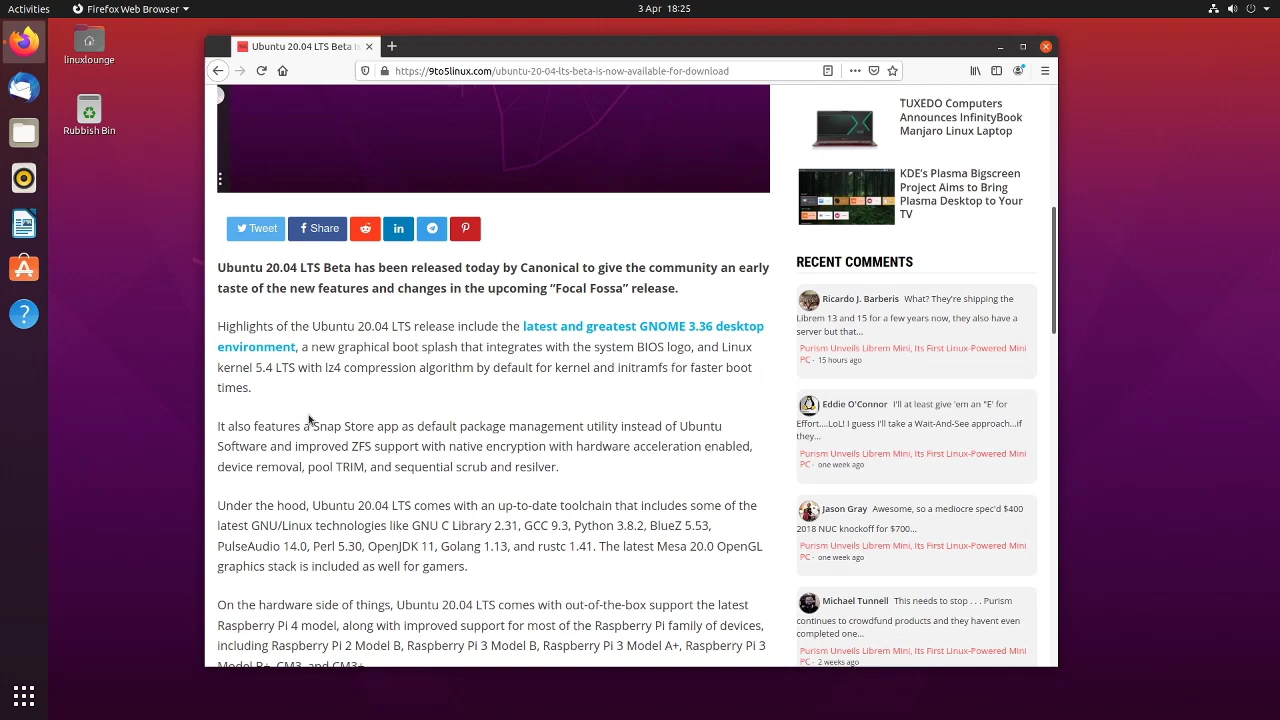 Activities
Firefox Web Browser
3 Apr 18:25
linuxlounge
Rubbish Bin
Ubuntu 20.04 LTS Beta is
https://9to5linux.com/ubuntu-20-04-lts-beta-is-now-available-for-download
Tweet
Share
Ubuntu 20.04 LTS Beta has been released today by Canonical to give the community an early
taste of the new features and changes in the upcoming “Focal Fossa” release.
Highlights of the Ubuntu 20.04 LTS release include the latest and greatest GNOME 3.36 desktop
environment, a new graphical boot splash that integrates with the system BIOS logo, and Linux
kernel 5.4 LTS with lz4 compression algorithm by default for kernel and initramfs for faster boot
times.
It also features a Snap Store app as default package management utility instead of Ubuntu
Software and improved ZFS support with native encryption with hardware acceleration enabled,
device removal, pool TRIM, and sequential scrub and resilver.
Under the hood, Ubuntu 20.04 LTS comes with an up-to-date toolchain that includes some of the
latest GNU/Linux technologies like GNU C Library 2.31, GCC 9.3, Python 3.8.2, BlueZ 5.53,
PulseAudio 14.0, Perl 5.30, OpenJDK 11, Golang 1.13, and rustc 1.41. The latest Mesa 20.0 OpenGL
graphics stack is included as well for gamers.
On the hardware side of things, Ubuntu 20.04 LTS comes with out-of-the-box support the latest
Raspberry Pi 4 model, along with improved support for most of the Raspberry Pi family of devices,
including Raspberry Pi 2 Model B, Raspberry Pi 3 Model B, Raspberry Pi 3 Model A+, Raspberry Pi 3
Model B+, CM3, and CM3+.
TUXEDO Computers
Announces InfinityBook
Manjaro Linux Laptop
KDE’s Plasma Bigscreen
Project Aims to Bring
Plasma Desktop to Your
TV
RECENT COMMENTS
Ricardo J. Barberis What? They're shipping the
Librem 13 and 15 for a few years now, they also have a
server but that...
Purism Unveils Librem Mini, Its First Linux-Powered Mini
PC · 15 hours ago
Eddie O'Connor I'll at least give 'em an "E' for
Effort....LoL! I guess I'll take a Wait-And-See approach...if
they...
Purism Unveils Librem Mini, Its First Linux-Powered Mini
PC · one week ago
Jason Gray Awesome, so a mediocre spec'd $400
2018 NUC knockoff for $700...
Purism Unveils Librem Mini, Its First Linux-Powered Mini
PC · one week ago
Michael Tunnell This needs to stop . . . Purism
continues to crowdfund products and they havent even
completed one...
Purism Unveils Librem Mini, Its First Linux-Powered Mini
PC · 2 weeks ago